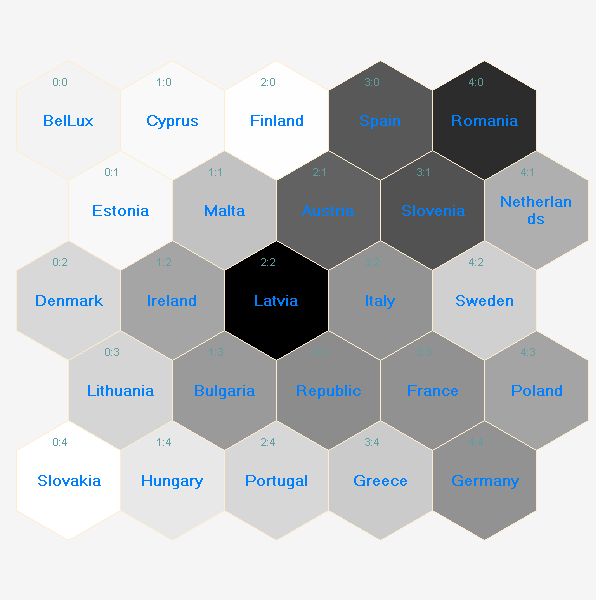 0:0 1:0 2:0 3:0 4:0
BelLux Cyprus Finland Spain Romania
0:1 1:1 2:1 3:1 4:1
Estonia Malta Austria Slovenia Netherlan
ds
0:2 1:2 2:2 4:2
Denmark Ireland Latvia Italy Sweden
0:3 1:3 4:3
Lithuania Bulgaria Republic France Poland
0:4 1:4 2:4 3:4
Slovakia Hungary Portugal Greece Germany